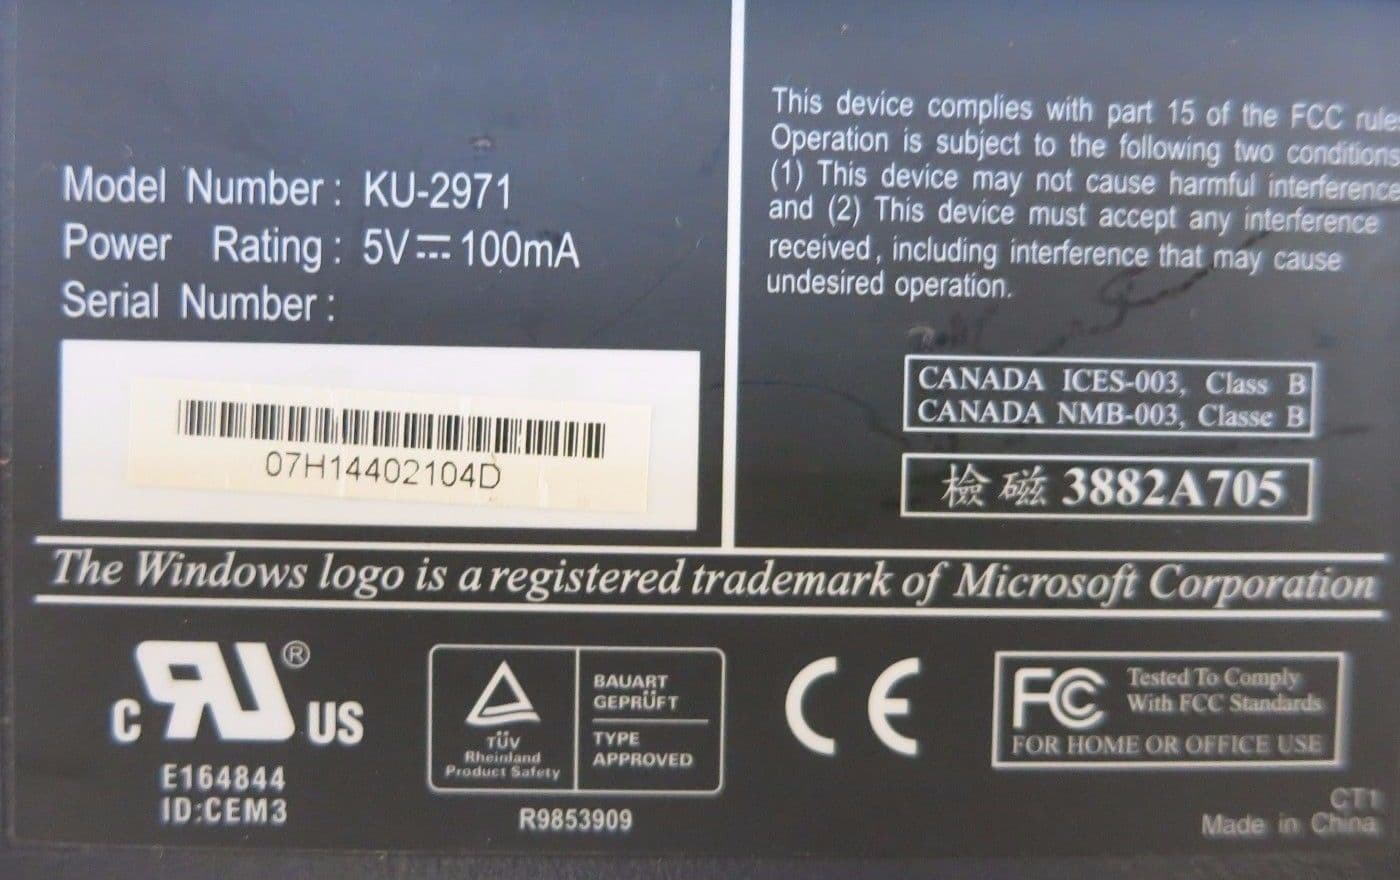 Model Number : KU-2971
Power Rating : 5V⎓100mA
Serial Number :
07H14402104D
This device complies with part 15 of the FCC rules
Operation is subject to the following two conditions
(1) This device may not cause harmful interference
and (2) This device must accept any interference
received, including interference that may cause
undesired operation.
CANADA ICES-003, Class B
CANADA NMB-003, Classe B
檢磁 3882A705
The Windows logo is a registered trademark of Microsoft Corporation
c RU ® US
E164844
ID:CEM3
TÜV
Rheinland
Product Safety
BAUART
GEPRÜFT
TYPE
APPROVED
R9853909
CE
FC Tested To Comply
With FCC Standards
FOR HOME OR OFFICE USE
CT1
Made in China